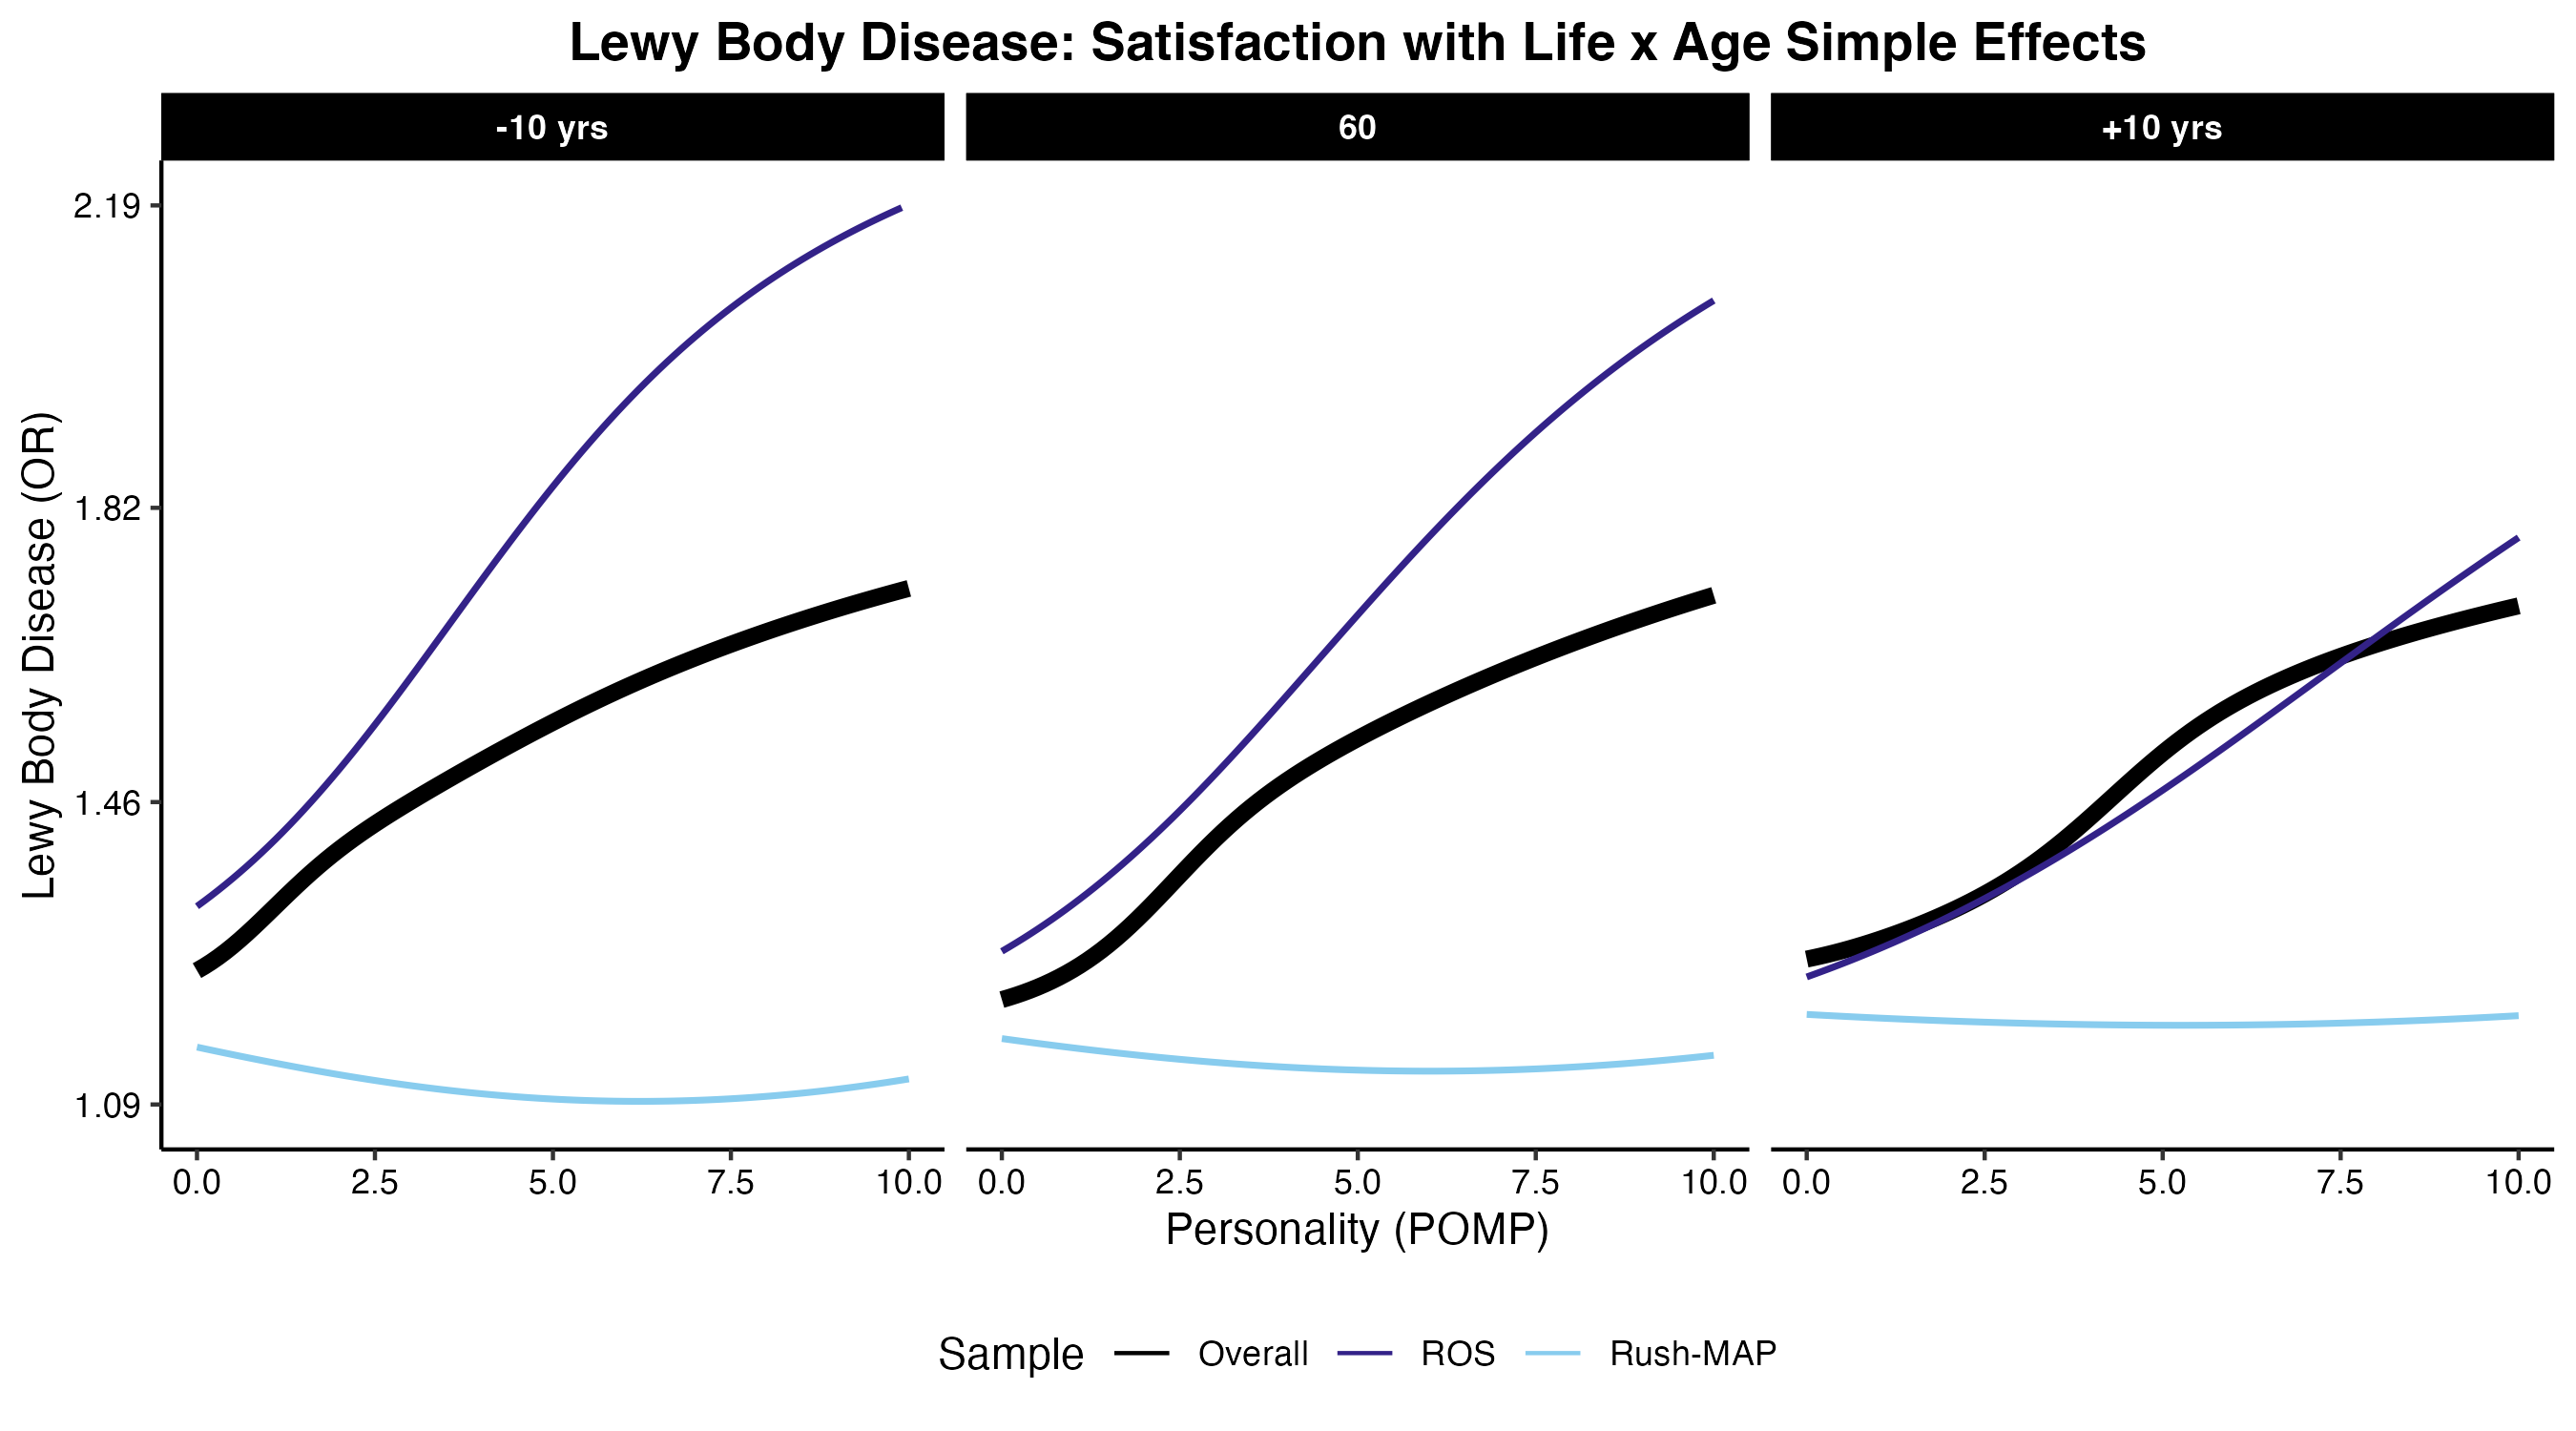 Lewy Body Disease: Satisfaction with Life x Age Simple Effects
-10 yrs
60
+10 yrs
Lewy Body Disease (OR)
2.19
1.82
1.46
1.09
0.0 2.5 5.0 7.5 10.0
0.0 2.5 5.0 7.5 10.0
0.0 2.5 5.0 7.5 10.0
Personality (POMP)
Sample Overall ROS Rush-MAP